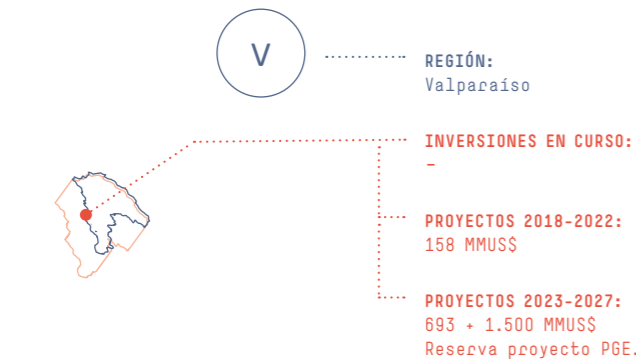 V
REGIÓN:
Valparaíso
INVERSIONES EN CURSO:
–
PROYECTOS 2018-2022:
158 MMUS$
PROYECTOS 2023-2027:
693 + 1.500 MMUS$
Reserva proyecto PGE.